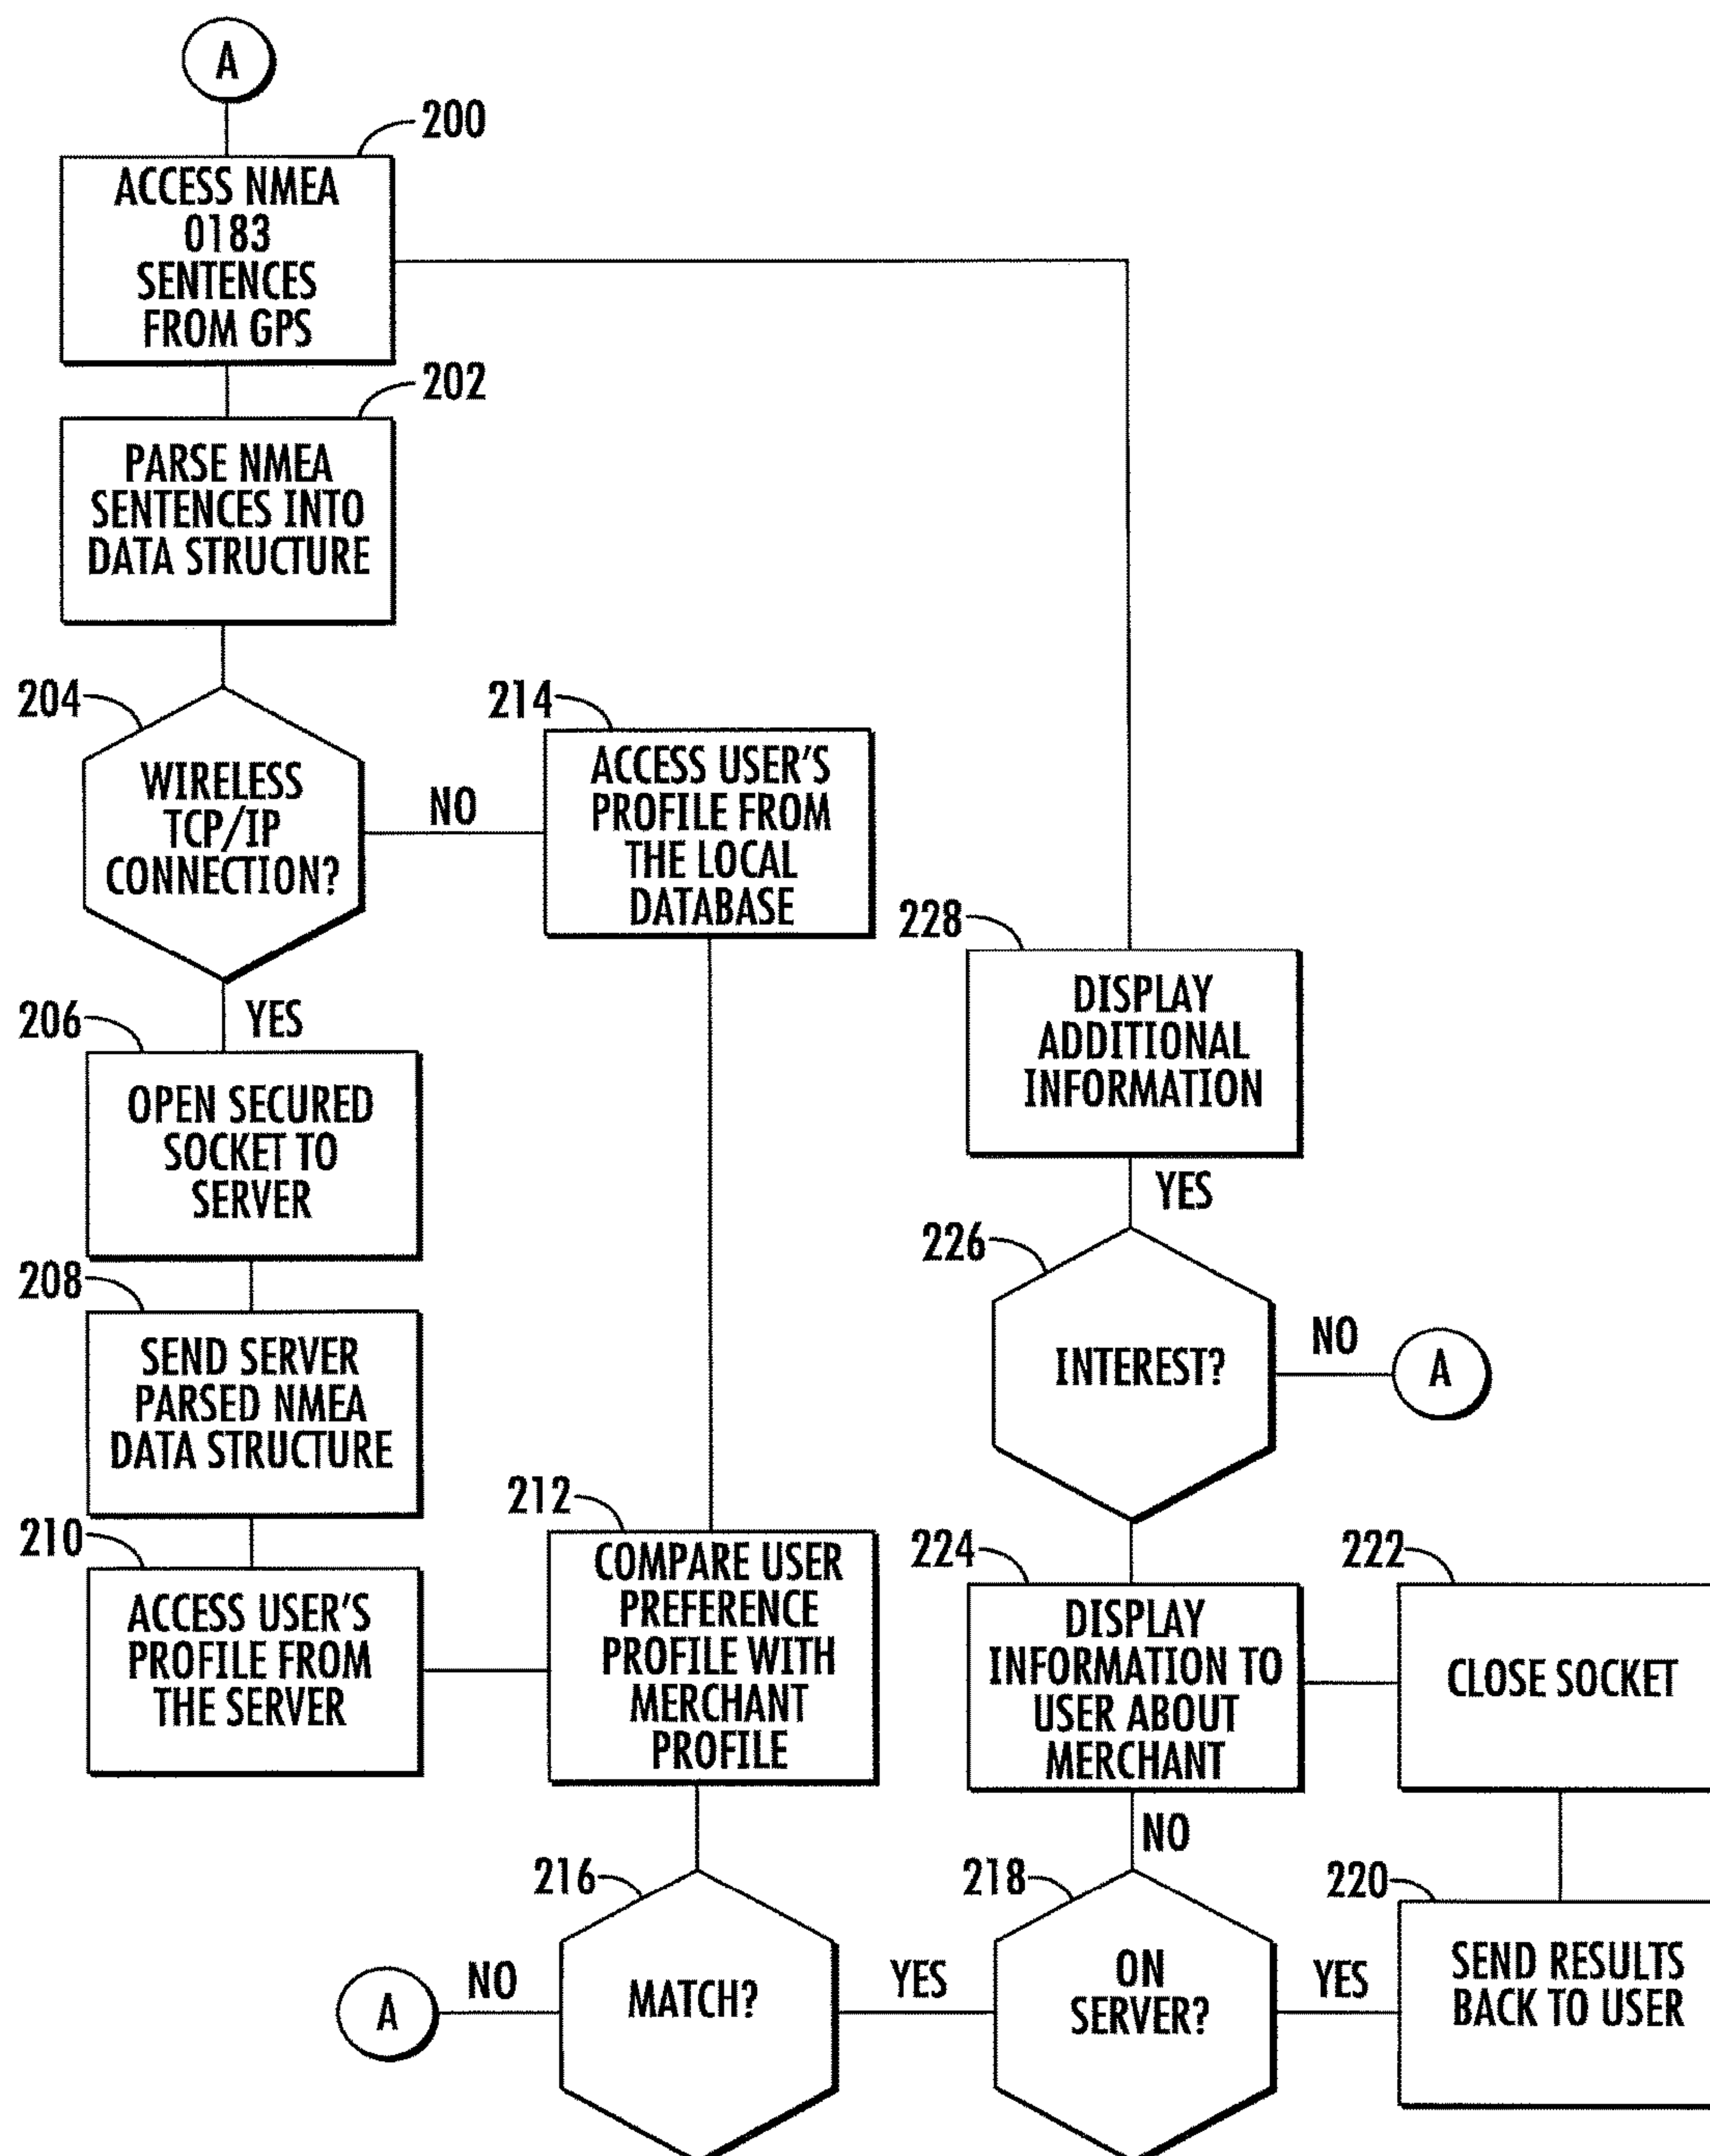 A
200
ACCESS NMEA
0183
SENTENCES
FROM GPS
202
PARSE NMEA
SENTENCES INTO
DATA STRUCTURE
204
WIRELESS
TCP/IP
CONNECTION?
NO
214
ACCESS USER'S
PROFILE FROM
THE LOCAL
DATABASE
YES
206
OPEN SECURED
SOCKET TO
SERVER
208
SEND SERVER
PARSED NMEA
DATA STRUCTURE
210
ACCESS USER'S
PROFILE FROM
THE SERVER
212
COMPARE USER
PREFERENCE
PROFILE WITH
MERCHANT
PROFILE
216
MATCH?
NO
A
YES
218
ON
SERVER?
YES
220
SEND RESULTS
BACK TO USER
222
CLOSE SOCKET
NO
224
DISPLAY
INFORMATION TO
USER ABOUT
MERCHANT
226
INTEREST?
NO
A
YES
228
DISPLAY
ADDITIONAL
INFORMATION